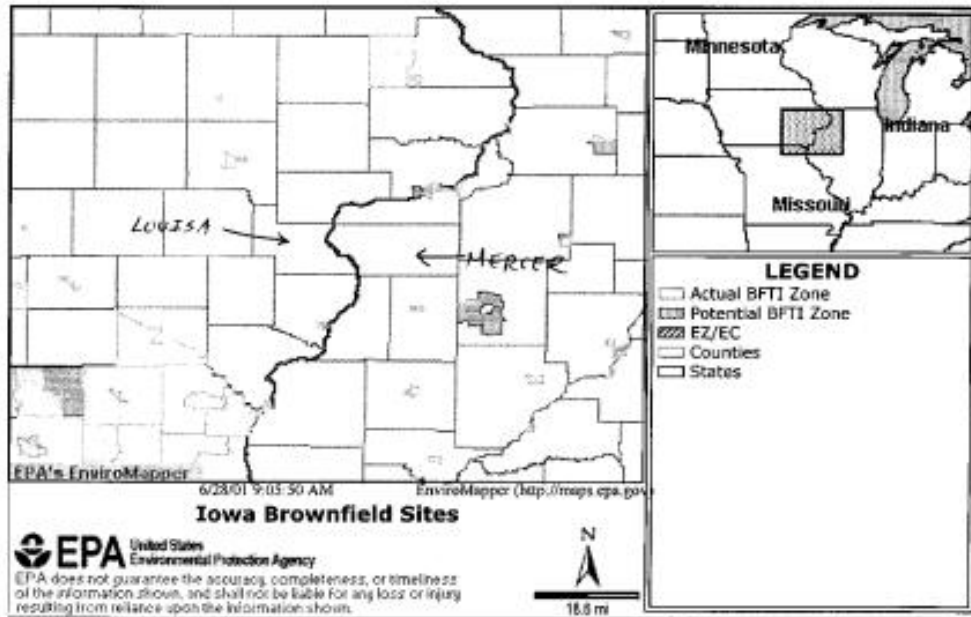 LOUISA
MERCER
EPA's EnviroMapper
6/28/01 9:05:50 AM EnviroMapper (http://maps.epa.gov
Iowa Brownfield Sites
EPA United States
Environmental Protection Agency
EPA does not guarantee the accuracy, completeness, or timeliness
of the information shown, and shall not be liable for any loss or injury
resulting from reliance upon the information shown.
N
18.6 mi
Minnesota
Indiana
Missouri
LEGEND
Actual BFTI Zone
Potential BFTI Zone
EZ/EC
Counties
States